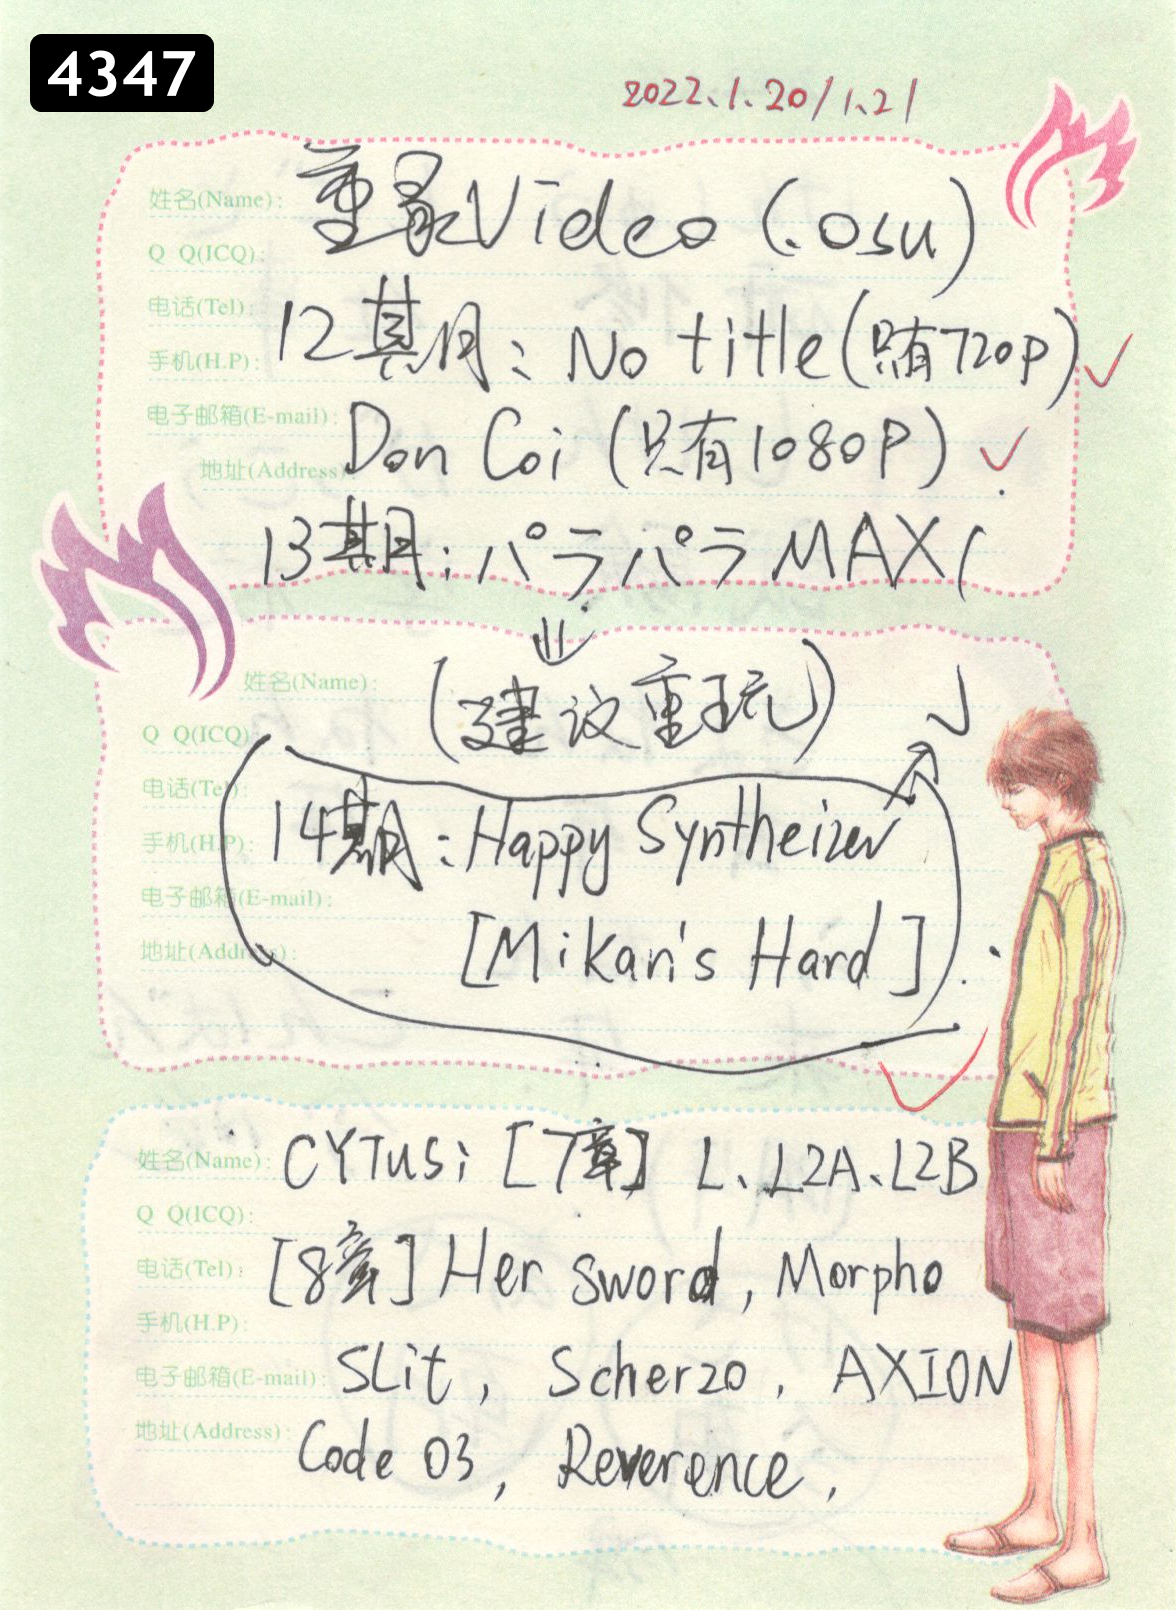 4347
2022.1.20/1.21
姓名(Name): 重录Video (.osu)
Q Q(ICQ):
电话(Tel): 12期: No title(只有720p) ✓
手机(H.P):
电子邮箱(E-mail): Don Coi (只有1080P) ✓
地址(Address):
13期: パラパラ MAX 1
⇓
姓名(Name): (建议重玩) ✓
Q Q(ICQ)
电话(Tel):
手机(H.P): 14期: Happy Syntheizer
电子邮箱(E-mail):
地址(Address): [Mikan's Hard]
✓
姓名(Name): CYTUS: [7章] L、L2A、L2B
Q Q(ICQ):
电话(Tel): [8章] Her sword, Morpho
手机(H.P):
电子邮箱(E-mail): SLit, Scherzo, AXION
地址(Address): Code 03, Reverence,